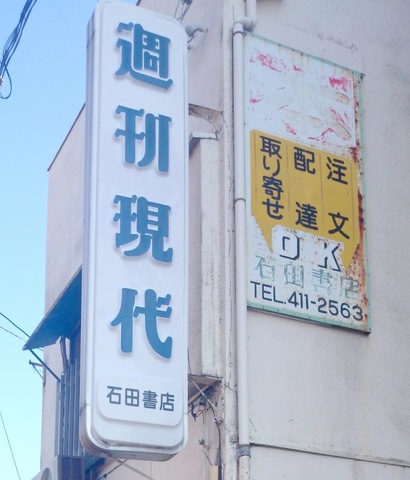 週刊現代
石田書店
注文
配達
取り寄せ
OK
石田書店
TEL.411-2563